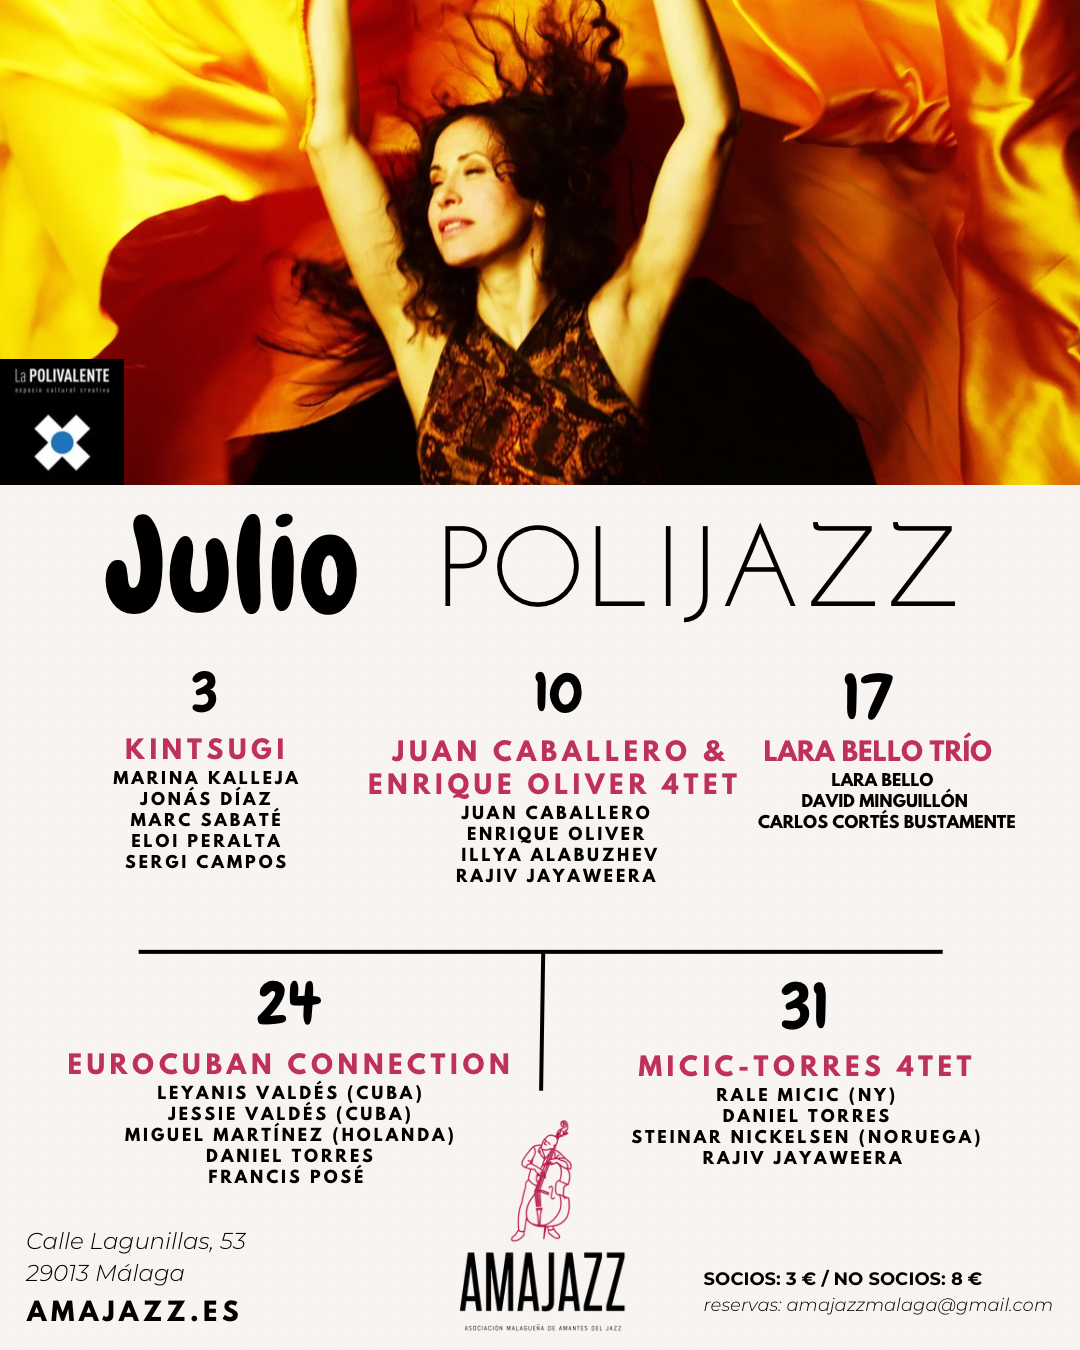 La POLIVALENTE
espacio cultural creativo
Julio POLIJAZZ
3
KINTSUGI
MARINA KALLEJA
JONÁS DÍAZ
MARC SABATÉ
ELOI PERALTA
SERGI CAMPOS
10
JUAN CABALLERO &
ENRIQUE OLIVER 4TET
JUAN CABALLERO
ENRIQUE OLIVER
ILLYA ALABUZHEV
RAJIV JAYAWEERA
17
LARA BELLO TRÍO
LARA BELLO
DAVID MINGUILLÓN
CARLOS CORTÉS BUSTAMENTE
24
EUROCUBAN CONNECTION
LEYANIS VALDÉS (CUBA)
JESSIE VALDÉS (CUBA)
MIGUEL MARTÍNEZ (HOLANDA)
DANIEL TORRES
FRANCIS POSÉ
31
MICIC-TORRES 4TET
RALE MICIC (NY)
DANIEL TORRES
STEINAR NICKELSEN (NORUEGA)
RAJIV JAYAWEERA
Calle Lagunillas, 53
29013 Málaga
AMAJAZZ.ES
AMAJAZZ
ASOCIACIÓN MALAGUEÑA DE AMANTES DEL JAZZ
SOCIOS: 3 € / NO SOCIOS: 8 €
reservas: amajazzmalaga@gmail.com